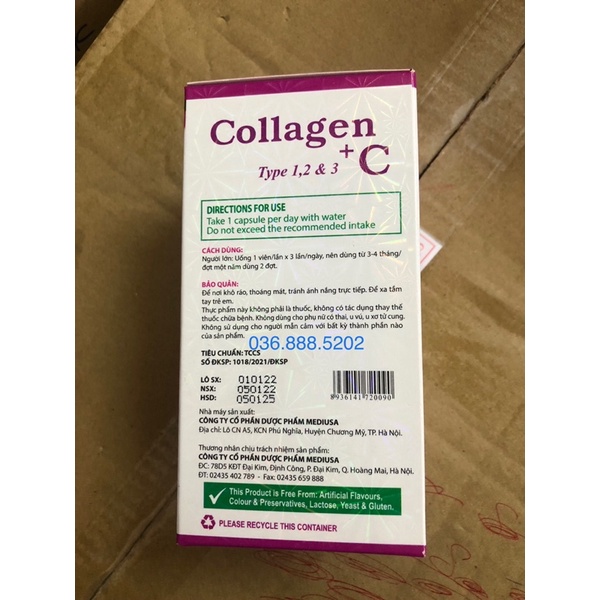 Collagen
+ C
Type 1,2 & 3
DIRECTIONS FOR USE
Take 1 capsule per day with water
Do not exceed the recommended intake
CÁCH DÙNG:
Người lớn: Uống 1 viên/lần x 3 lần/ngày, nên dùng từ 3-4 tháng/
đợt một năm dùng 2 đợt.
BẢO QUẢN:
Để nơi khô ráo, thoáng mát, tránh ánh nắng trực tiếp. Để xa tầm
tay trẻ em.
Thực phẩm này không phải là thuốc, không có tác dụng thay thế
thuốc chữa bệnh. Không dùng cho phụ nữ có thai, u vú, u xơ tử cung.
Không sử dụng cho người mẫn cảm với bất kỳ thành phần nào
của sản phẩm.
036.888.5202
TIÊU CHUẨN: TCCS
SỐ ĐKSP: 1018/2021/ĐKSP
LÔ SX: 010122
NSX: 050122
HSD: 050125
8 936141 720090
Nhà máy sản xuất:
CÔNG TY CỔ PHẦN DƯỢC PHẨM MEDIUSA
Địa chỉ: Lô CN A5, KCN Phú Nghĩa, Huyện Chương Mỹ, TP. Hà Nội.
Thương nhân chịu trách nhiệm sản phẩm:
CÔNG TY CỔ PHẦN DƯỢC PHẨM MEDIUSA
ĐC: 78D5 KĐT Đại Kim, Định Công, P. Đại Kim, Q. Hoàng Mai, Hà Nội.
ĐT: 02435 402 789 - Fax: 02435 659 888
This Product is Free From: Artificial Flavours,
Colour & Preservatives, Lactose, Yeast & Gluten.
PLEASE RECYCLE THIS CONTAINER